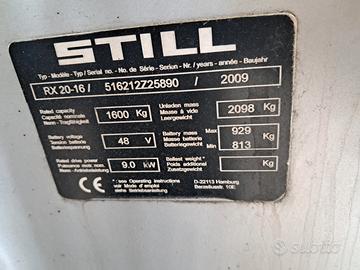 STILL
Typ - Modèle - Typ / Serial no. - No. de Série - Serien - Nr. / year - année - Baujahr
RX 20-16 / 516212Z25890 / 2009
Rated capacity
Capacité nominale
Nenn-Tragfähigkeit
1600 Kg
Unladen mass
Masse à vide
Leergewicht
2098 Kg
Battery voltage
Tension batterie
Batteriespannung
48 V
Battery mass
Masse batterie
Batteriegewicht
Max 929 Kg
Min 813
Rated drive power
Puissance mot. nom.
Nenn-Antriebsleistung
9.0 kW
Ballast weight *
Poids additif
Zusatzgewicht
Kg
CE
* : see Operating instructions
voir Mode d'emploi
siehe Betriebsanleitung
D-22113 Hamburg
Berzeliusstr. 10E
subito